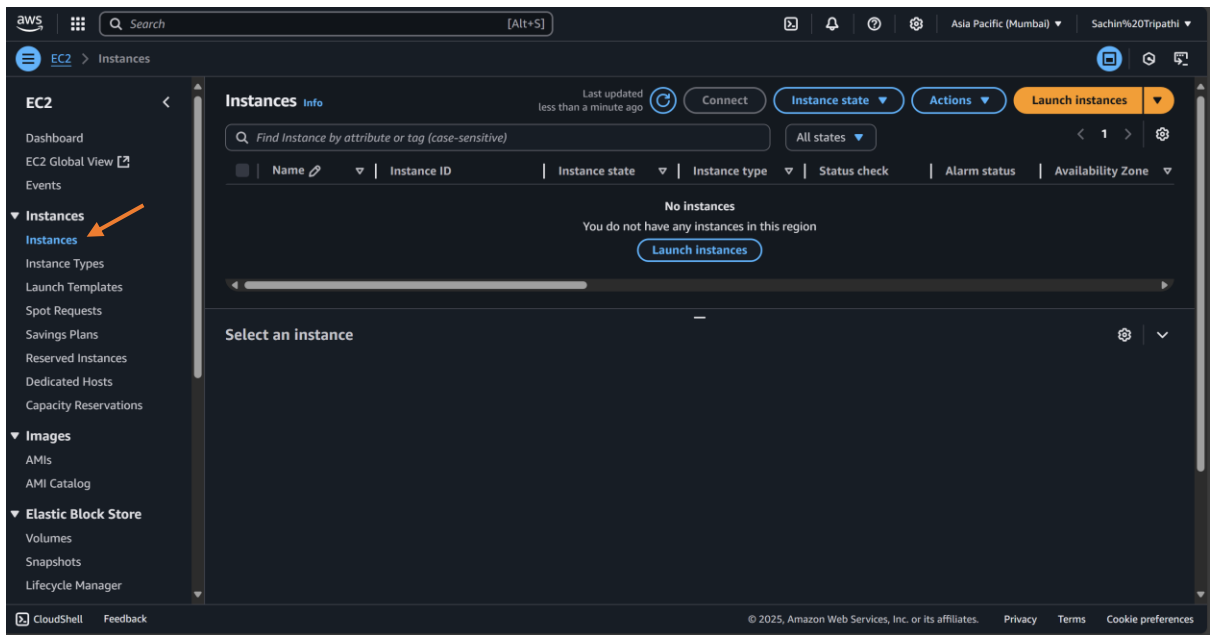 aws Search [Alt+S] Asia Pacific (Mumbai) Sachin%20Tripathi
EC2 > Instances
EC2
Dashboard
EC2 Global View
Events
Instances
Instances
Instance Types
Launch Templates
Spot Requests
Savings Plans
Reserved Instances
Dedicated Hosts
Capacity Reservations
Images
AMIs
AMI Catalog
Elastic Block Store
Volumes
Snapshots
Lifecycle Manager
Instances Info
Last updated
less than a minute ago
Connect Instance state Actions Launch instances
Find Instance by attribute or tag (case-sensitive) All states < 1 >
Name Instance ID Instance state Instance type Status check Alarm status Availability Zone
No instances
You do not have any instances in this region
Launch instances
Select an instance
CloudShell Feedback © 2025, Amazon Web Services, Inc. or its affiliates. Privacy Terms Cookie preferences